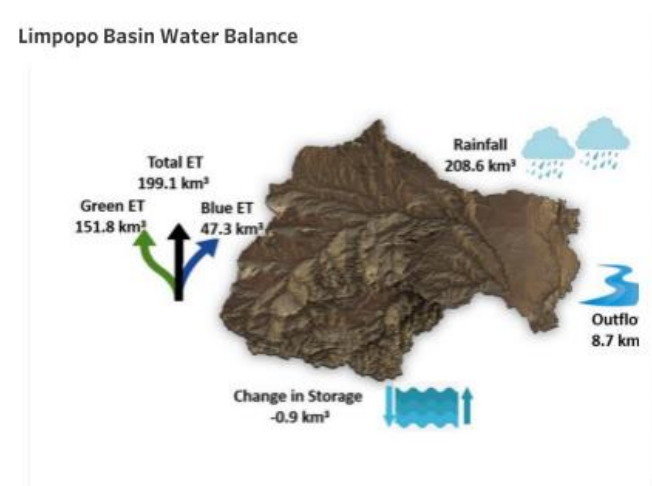 Limpopo Basin Water Balance
Rainfall
208.6 km³
Total ET
199.1 km³
Green ET
151.8 km³
Blue ET
47.3 km³
Outflo
8.7 km
Change in Storage
-0.9 km³